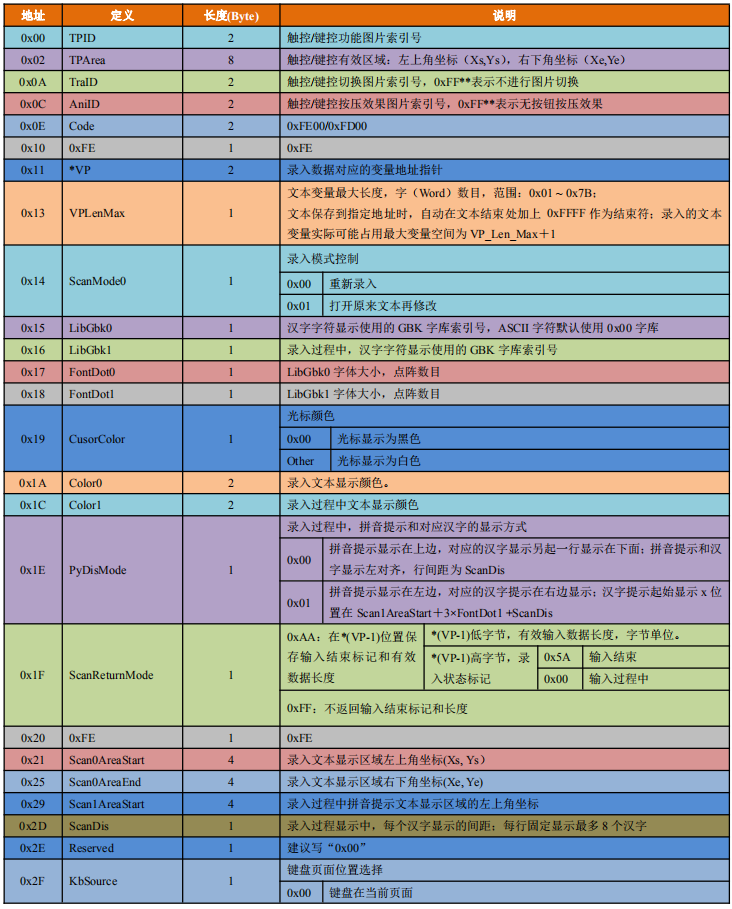 地址 定义 长度(Byte) 说明
0x00 TPID 2 触控/键控功能图片索引号
0x02 TPArea 8 触控/键控有效区域：左上角坐标（Xs,Ys），右下角坐标（Xe,Ye）
0x0A TraID 2 触控/键控切换图片索引号，0xFF**表示不进行图片切换
0x0C AniID 2 触控/键控按压效果图片索引号，0xFF**表示无按钮按压效果
0x0E Code 2 0xFE00/0xFD00
0x10 0xFE 1 0xFE
0x11 *VP 2 录入数据对应的变量地址指针
0x13 VPLenMax 1 文本变量最大长度，字（Word）数目，范围：0x01～0x7B；
文本保存到指定地址时，自动在文本结束处加上 0xFFFF 作为结束符；录入的文
本变量实际可能占用最大变量空间为 VP_Len_Max＋1
0x14 ScanMode0 1 录入模式控制
0x00 重新录入
0x01 打开原来文本再修改
0x15 LibGbk0 1 汉字字符显示使用的 GBK 字库索引号，ASCII 字符默认使用 0x00 字库
0x16 LibGbk1 1 录入过程中，汉字字符显示使用的 GBK 字库索引号
0x17 FontDot0 1 LibGbk0 字体大小，点阵数目
0x18 FontDot1 1 LibGbk1 字体大小，点阵数目
0x19 CusorColor 1 光标颜色
0x00 光标显示为黑色
Other 光标显示为白色
0x1A Color0 2 录入文本显示颜色。
0x1C Color1 2 录入过程中文本显示颜色
0x1E PyDisMode 1 录入过程中，拼音提示和对应汉字的显示方式
0x00 拼音提示显示在上边，对应的汉字显示另起一行显示在下面；拼音提示和汉
字显示左对齐，行间距为 ScanDis
0x01 拼音提示显示在左边，对应的汉字提示在右边显示；汉字提示起始显示 x 位
置在 Scan1AreaStart＋3×FontDot1 +ScanDis
0x1F ScanReturnMode 1 0xAA：在*(VP-1)位置保
存输入结束标记和有效
数据长度
*(VP-1)低字节，有效输入数据长度，字节单位。
*(VP-1)高字节，录
入状态标记
0x5A 输入结束
0x00 输入过程中
0xFF：不返回输入结束标记和长度
0x20 0xFE 1 0xFE
0x21 Scan0AreaStart 4 录入文本显示区域左上角坐标(Xs, Ys）
0x25 Scan0AreaEnd 4 录入文本显示区域右下角坐标(Xe, Ye)
0x29 Scan1AreaStart 4 录入过程中拼音提示文本显示区域的左上角坐标
0x2D ScanDis 1 录入过程显示中，每个汉字显示的间距；每行固定显示最多 8 个汉字
0x2E Reserved 1 建议写“0x00”
0x2F KbSource 1 键盘页面位置选择
0x00 键盘在当前页面